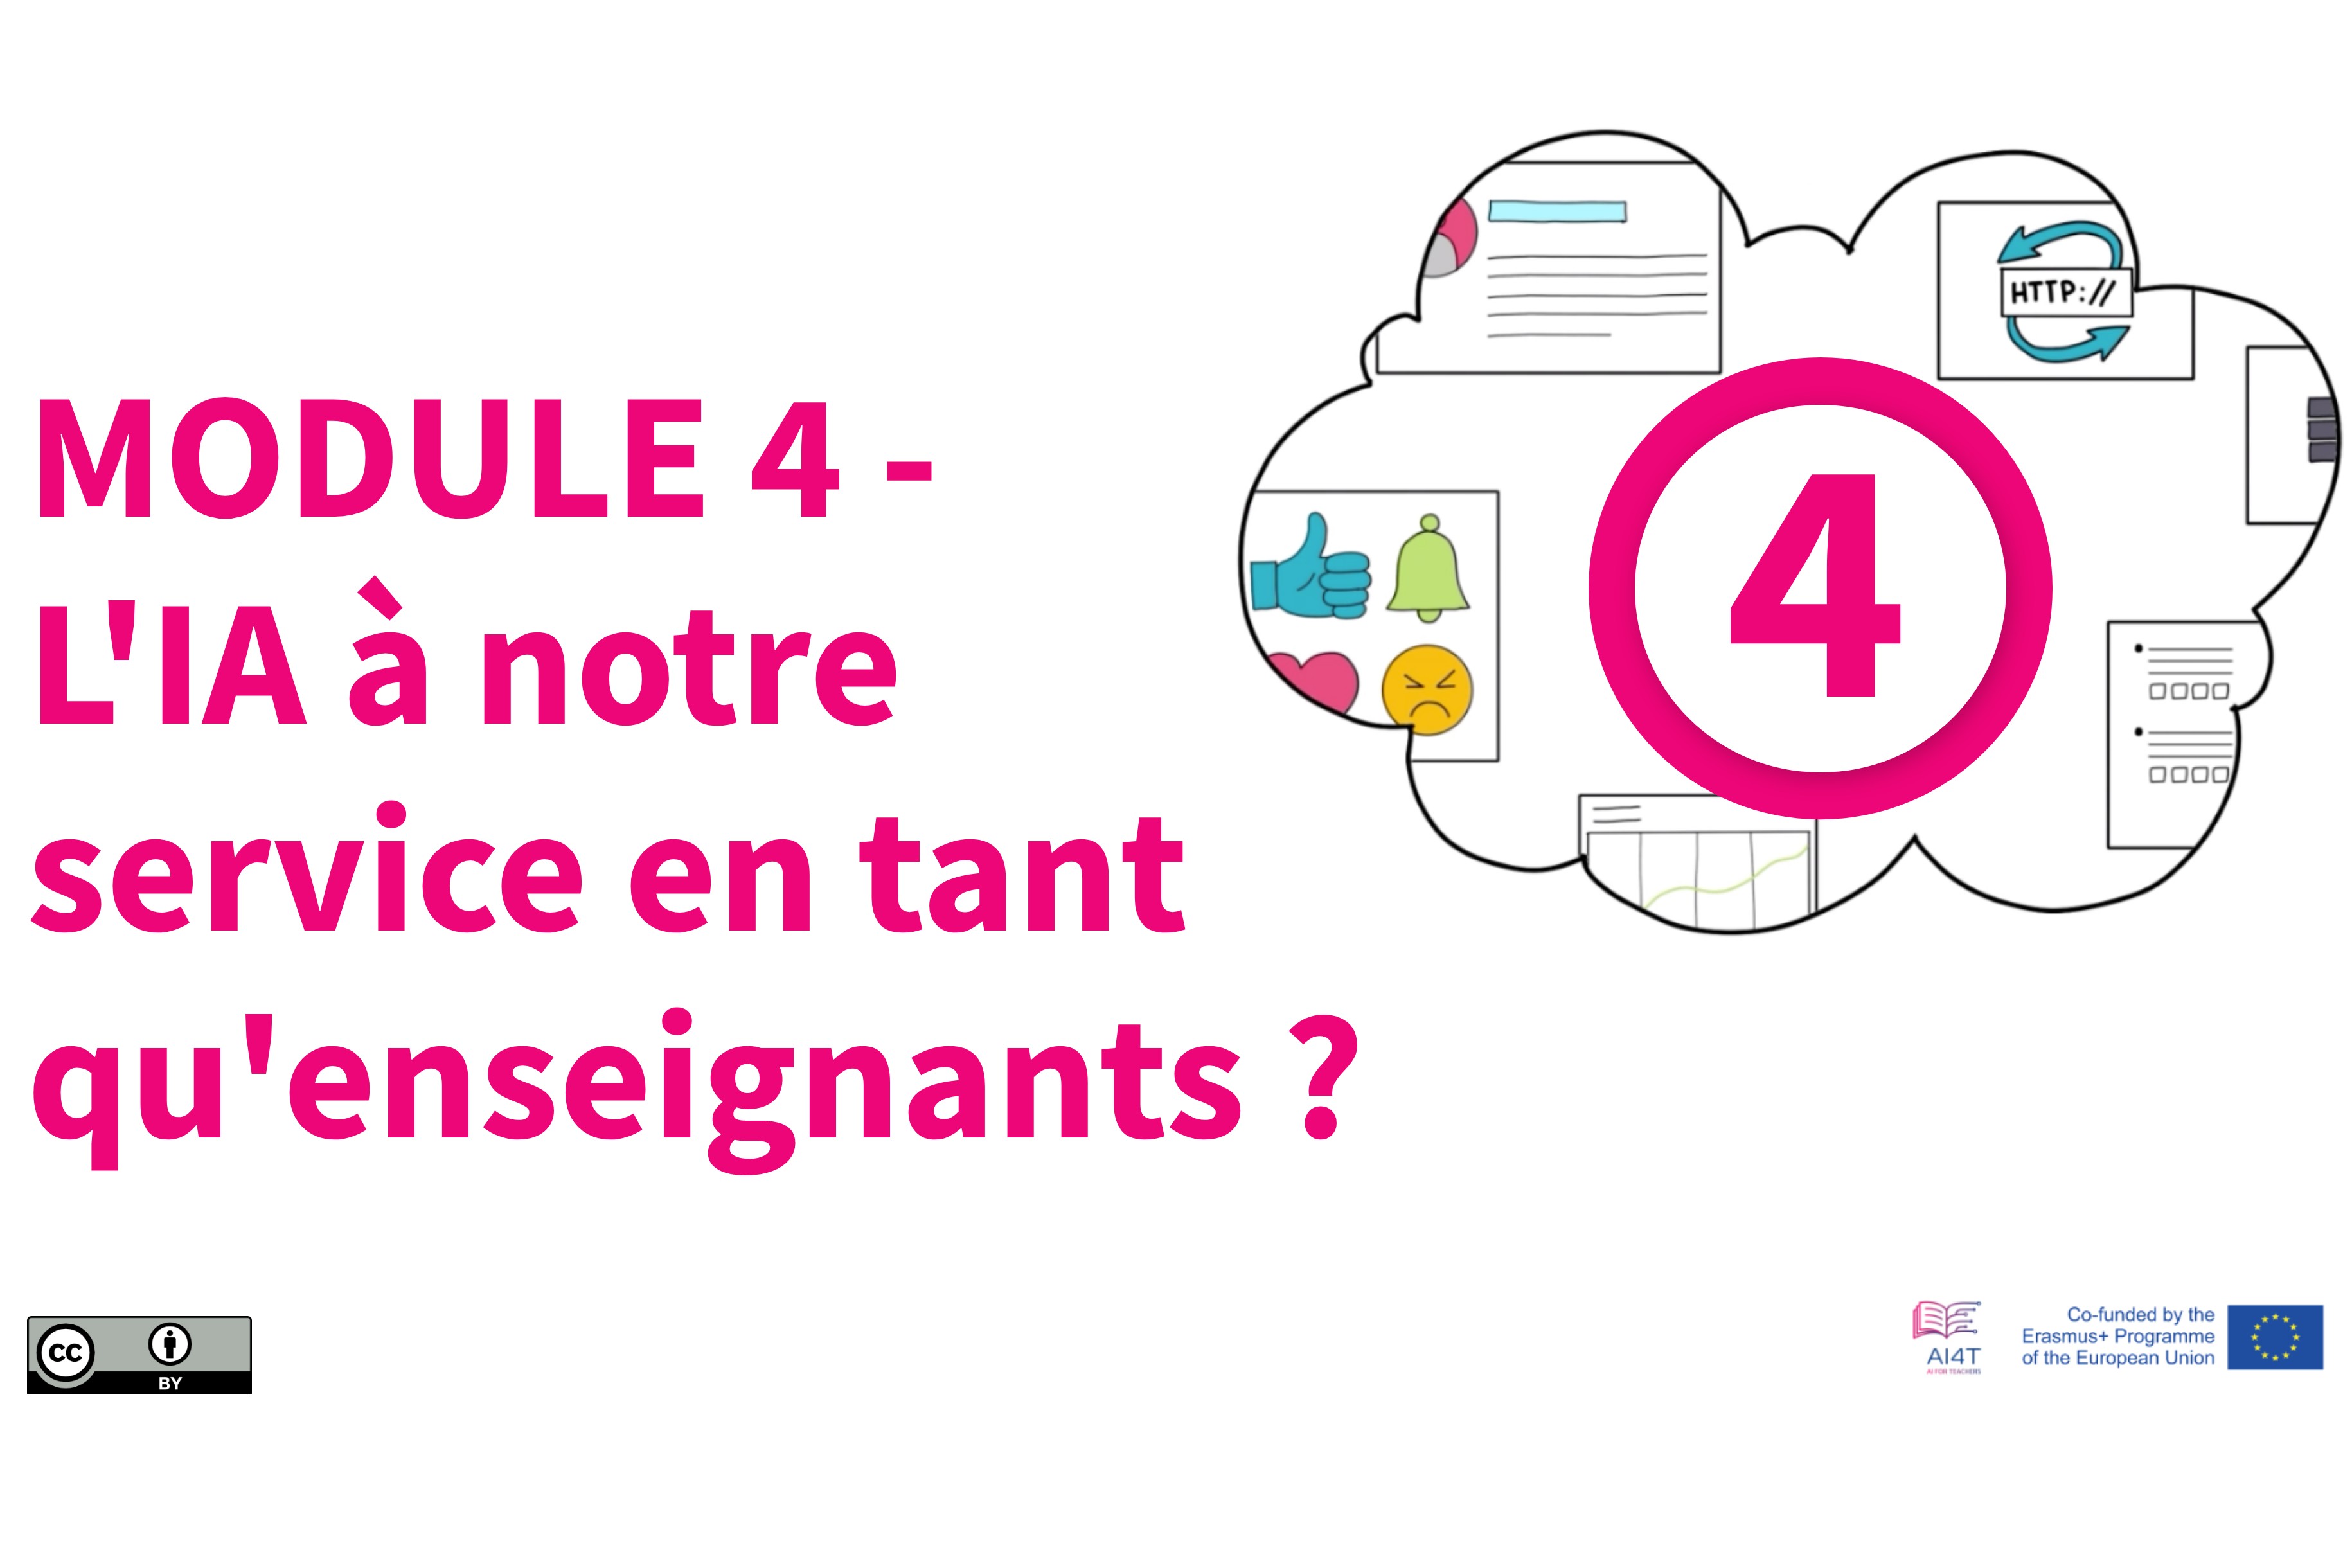 MODULE 4 -
L'IA à notre
service en tant
qu'enseignants ?
HTTP://
4
CC
BY
AI4T
AI FOR TEACHERS
Co-funded by the
Erasmus+ Programme
of the European Union